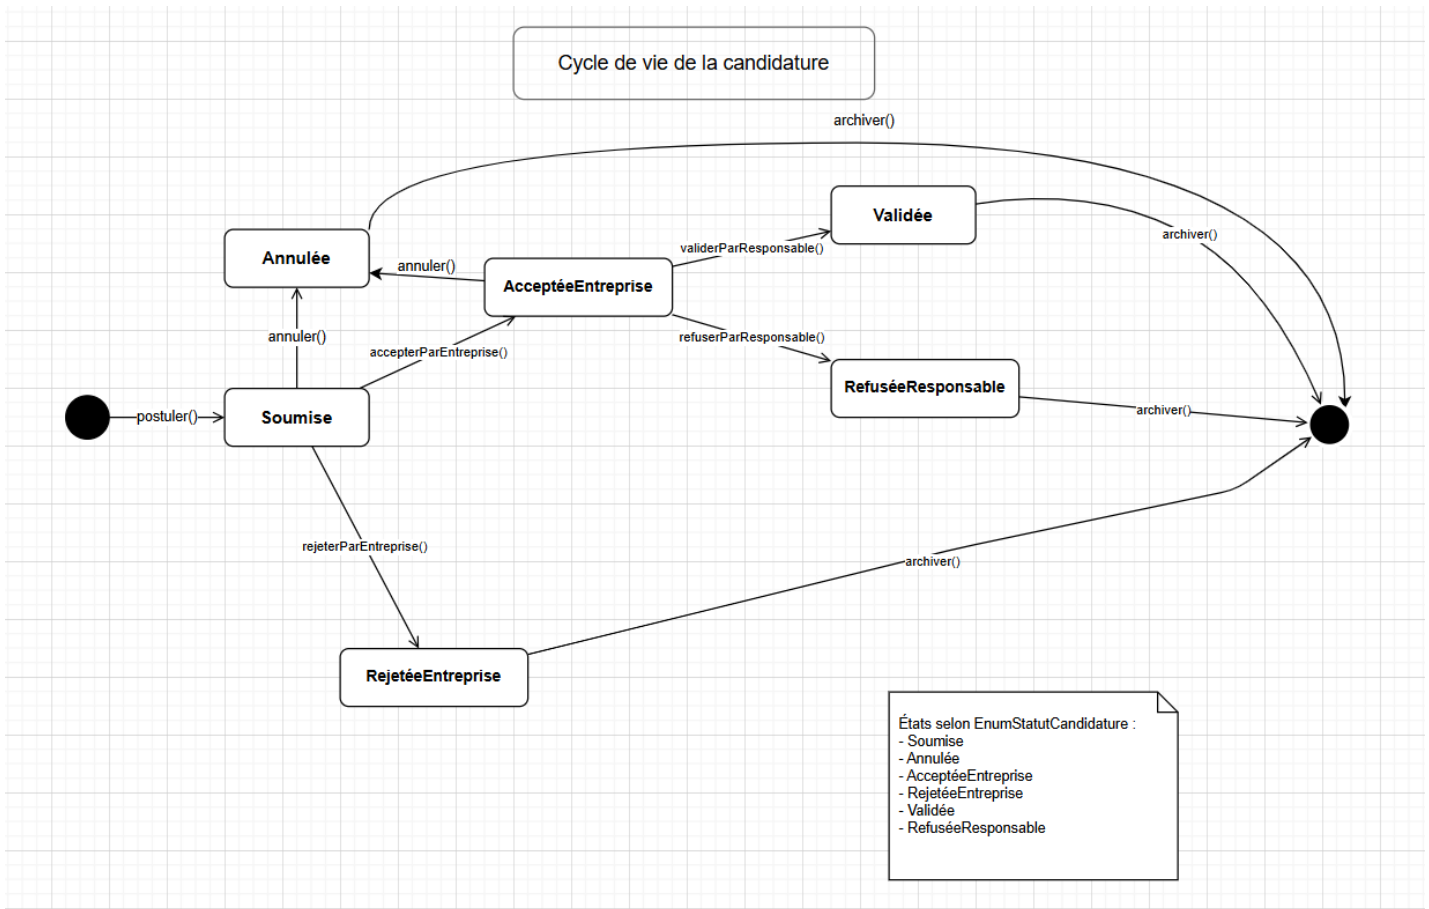 Cycle de vie de la candidature
archiver()
Validée
archiver()
validerParResponsable()
Annulée
annuler()
AcceptéeEntreprise
annuler()
accepterParEntreprise()
refuserParResponsable()
RefuséeResponsable
archiver()
postuler()
Soumise
rejeterParEntreprise()
archiver()
RejetéeEntreprise
États selon EnumStatutCandidature :
- Soumise
- Annulée
- AcceptéeEntreprise
- RejetéeEntreprise
- Validée
- RefuséeResponsable